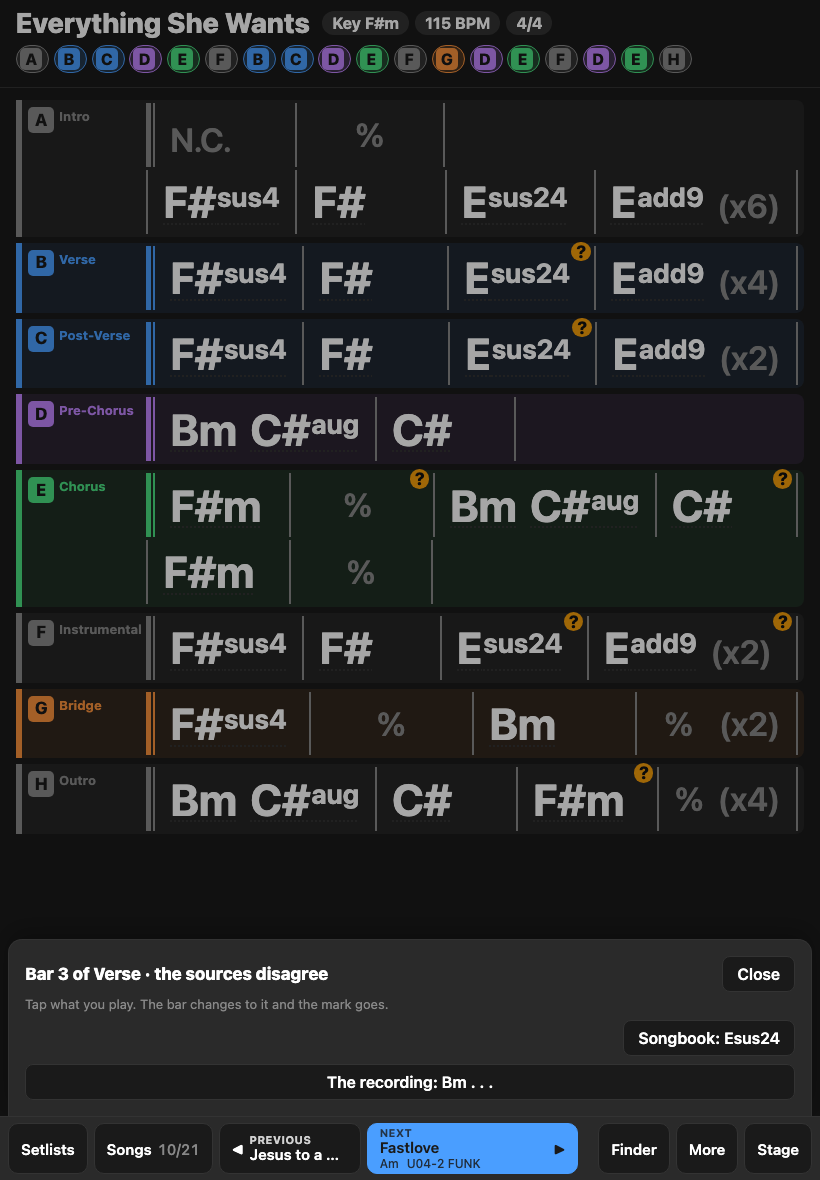 Everything She Wants Key F#m 115 BPM 4/4
A B C D E F B C D E F G D E F D E H
A Intro N.C. %
F#sus4 F# Esus24 Eadd9 (x6)
B Verse F#sus4 F# Esus24 ? Eadd9 (x4)
C Post-Verse F#sus4 F# Esus24 ? Eadd9 (x2)
D Pre-Chorus Bm C#aug C#
E Chorus F#m % ? Bm C#aug C# ?
F#m %
F Instrumental F#sus4 F# Esus24 ? Eadd9 (x2) ?
G Bridge F#sus4 % Bm % (x2)
H Outro Bm C#aug C# F#m ? % (x4)
Bar 3 of Verse · the sources disagree Close
Tap what you play. The bar changes to it and the mark goes.
Songbook: Esus24
The recording: Bm . . .
Setlists Songs 10/21 ◀ PREVIOUS Jesus to a ... NEXT Fastlove Am U04-2 FUNK ▶ Finder More Stage